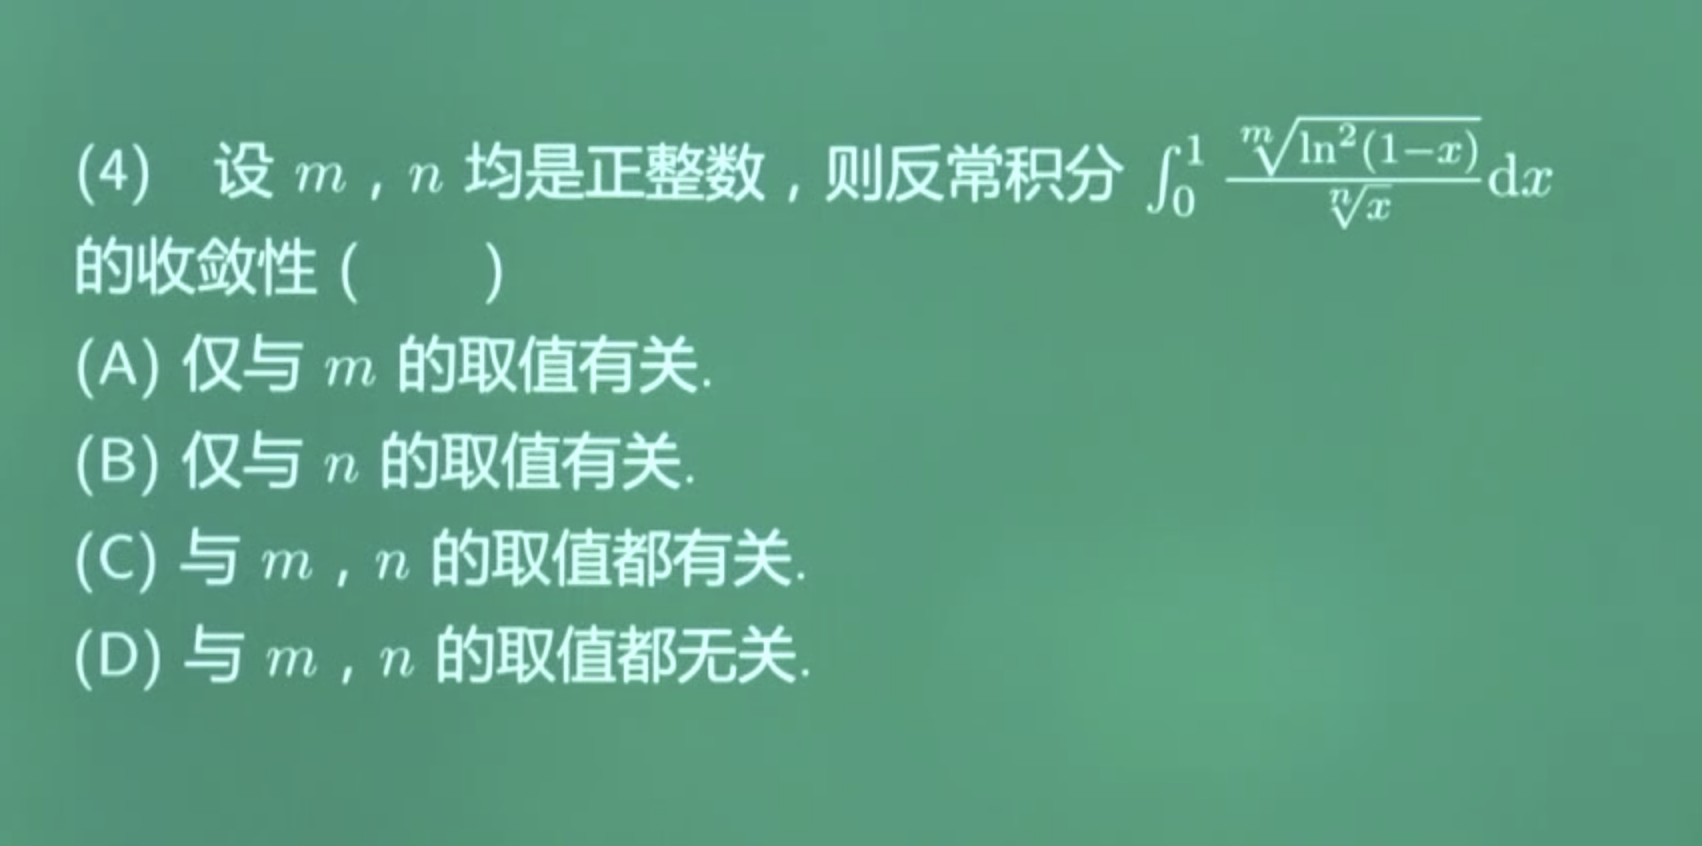 (4) 设 m，n 均是正整数，则反常积分 $\int_0^1 \frac{\sqrt[m]{\ln^2(1-x)}}{\sqrt[n]{x}}\mathrm{d}x$
的收敛性 (    )
(A) 仅与 m 的取值有关.
(B) 仅与 n 的取值有关.
(C) 与 m，n 的取值都有关.
(D) 与 m，n 的取值都无关.